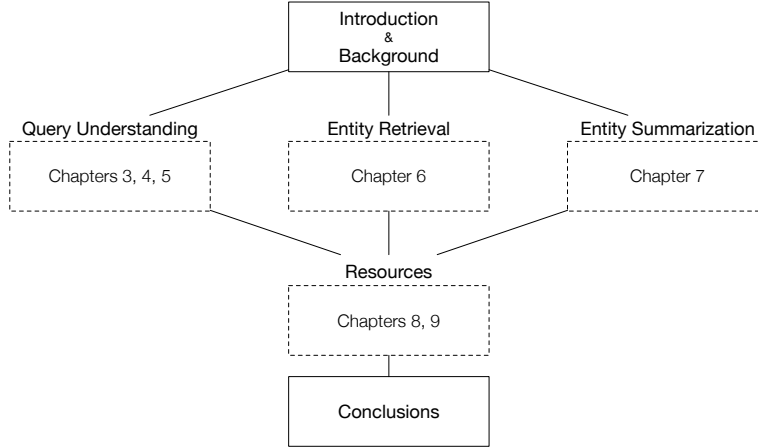 Introduction
&
Background
Query Understanding
Entity Retrieval
Entity Summarization
Chapters 3, 4, 5
Chapter 6
Chapter 7
Resources
Chapters 8, 9
Conclusions